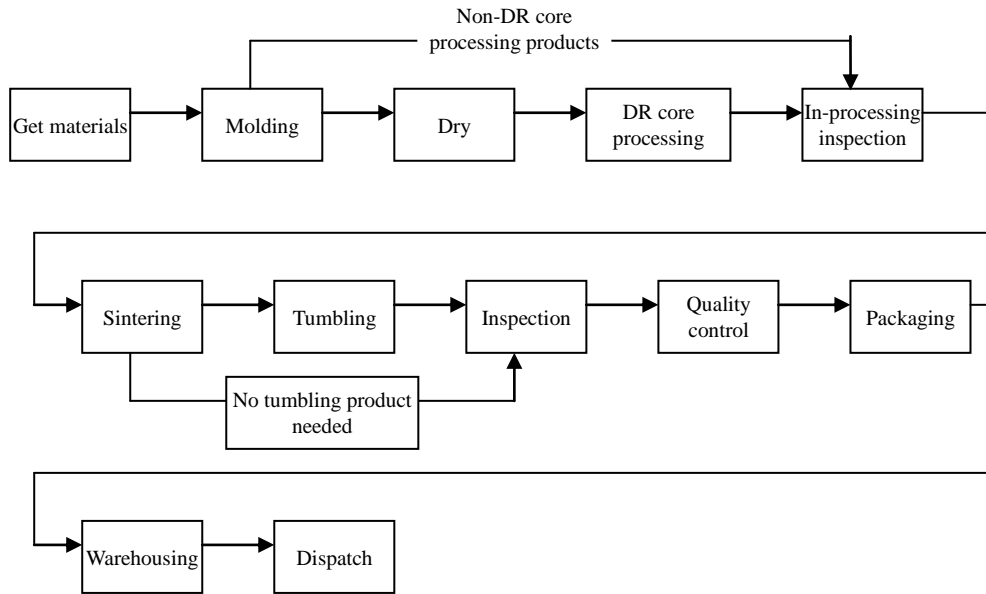 Non-DR core
processing products
Get materials
Molding
Dry
DR core
processing
In-processing
inspection
Sintering
Tumbling
Inspection
Quality
control
Packaging
No tumbling product
needed
Warehousing
Dispatch